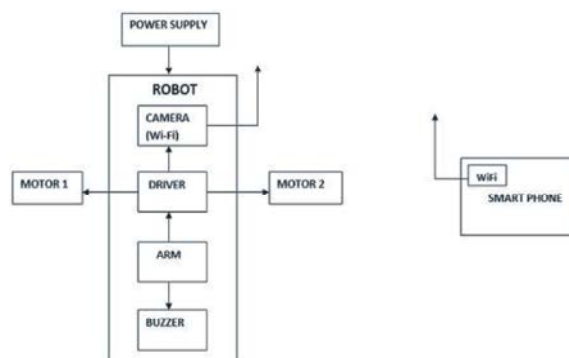 POWER SUPPLY
ROBOT
CAMERA
(Wi-Fi)
MOTOR 1
DRIVER
MOTOR 2
WiFi
SMART PHONE
ARM
BUZZER